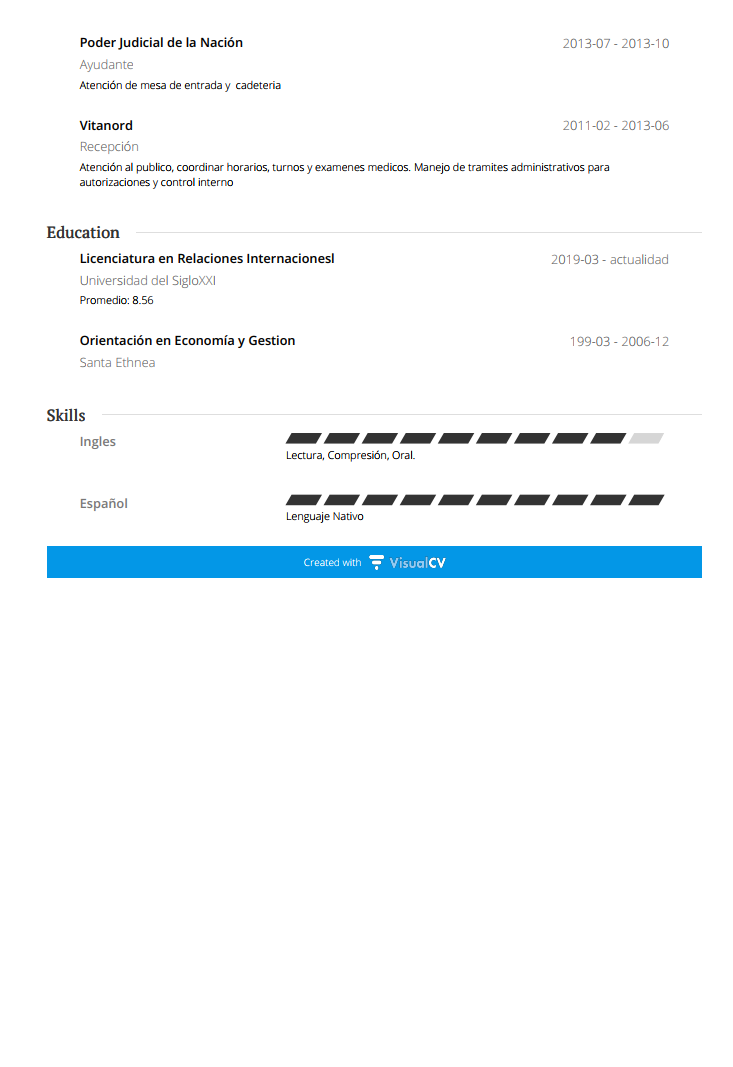 Poder Judicial de la Nación 2013-07 - 2013-10
Ayudante
Atención de mesa de entrada y cadeteria
Vitanord 2011-02 - 2013-06
Recepción
Atención al publico, coordinar horarios, turnos y examenes medicos. Manejo de tramites administrativos para
autorizaciones y control interno
Education
Licenciatura en Relaciones Internacionesl 2019-03 - actualidad
Universidad del SigloXXI
Promedio: 8.56
Orientación en Economía y Gestion 199-03 - 2006-12
Santa Ethnea
Skills
Ingles
Lectura, Compresión, Oral.
Español
Lenguaje Nativo
Created with VisualCV